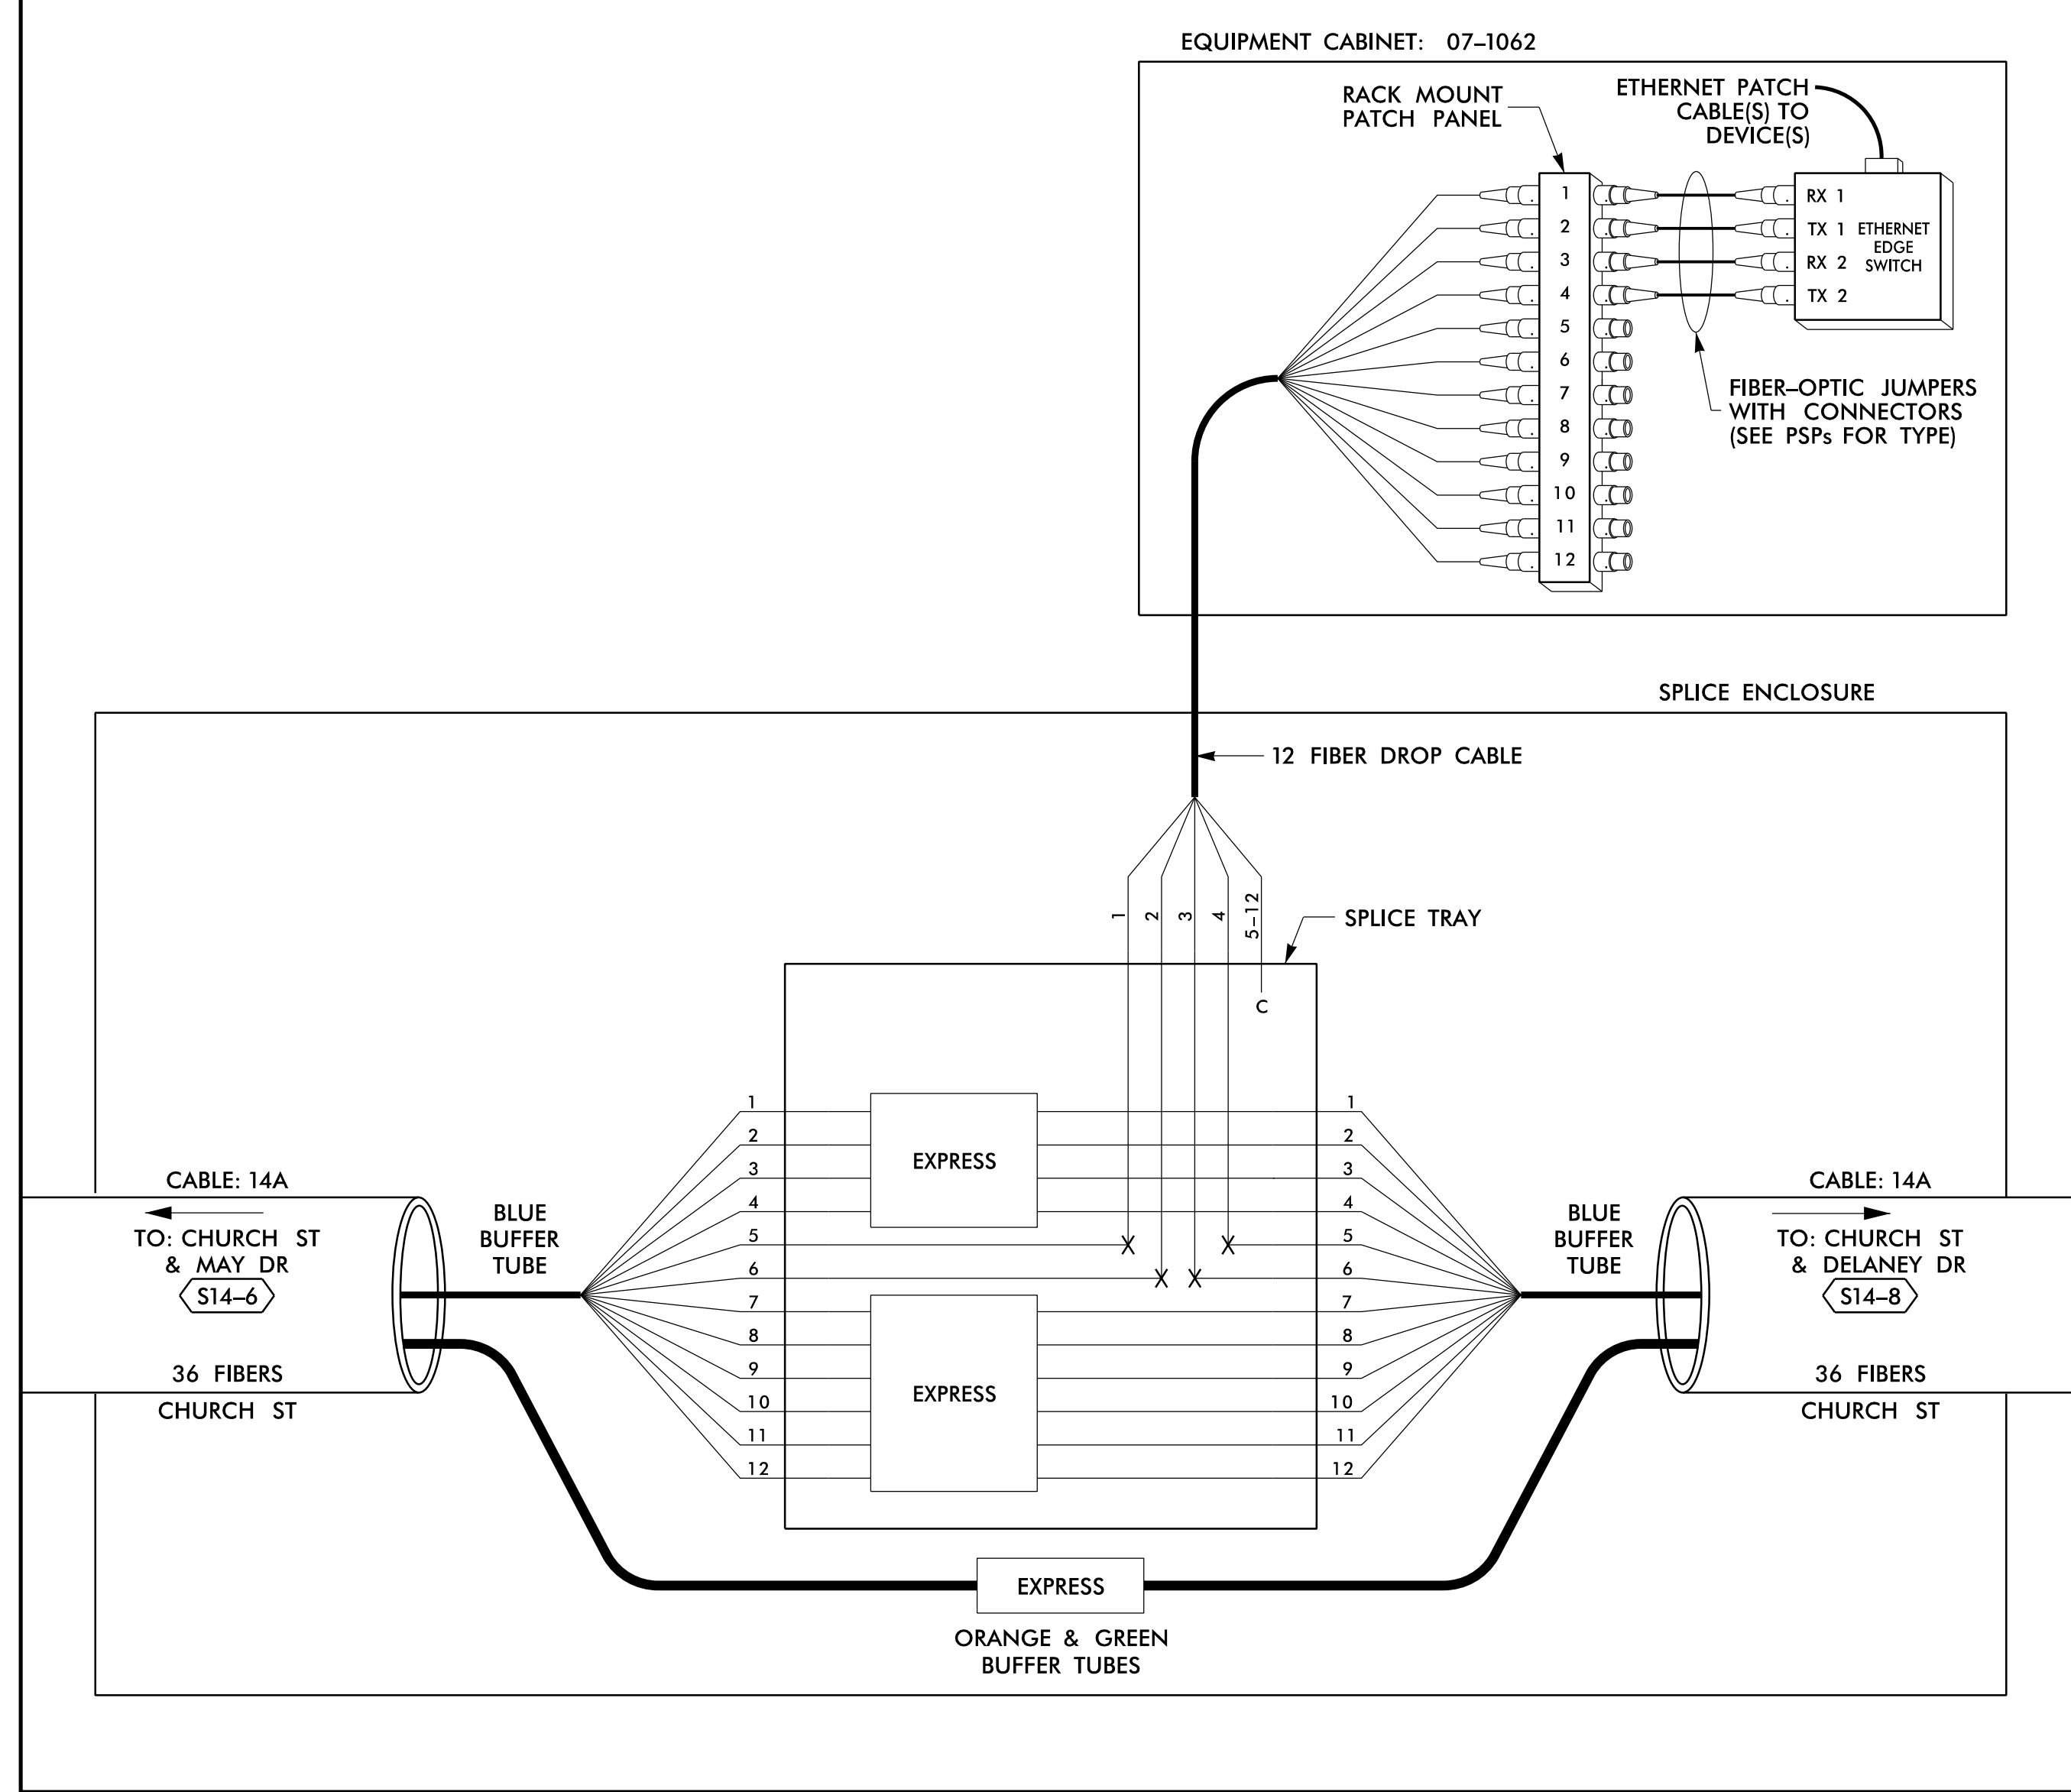 EQUIPMENT CABINET: 07–1062
RACK MOUNT
PATCH PANEL
ETHERNET PATCH
CABLE(S) TO
DEVICE(S)
1
2
3
4
5
6
7
8
9
10
11
12
RX 1
TX 1
RX 2
TX 2
ETHERNET
EDGE
SWITCH
FIBER–OPTIC JUMPERS
WITH CONNECTORS
(SEE PSPs FOR TYPE)
SPLICE ENCLOSURE
12 FIBER DROP CABLE
1
2
3
4
5–12
SPLICE TRAY
C
CABLE: 14A
TO: CHURCH ST
& MAY DR
S14–6
36 FIBERS
CHURCH ST
BLUE
BUFFER
TUBE
1
2
3
4
5
6
7
8
9
10
11
12
EXPRESS
EXPRESS
1
2
3
4
5
6
7
8
9
10
11
12
BLUE
BUFFER
TUBE
CABLE: 14A
TO: CHURCH ST
& DELANEY DR
S14–8
36 FIBERS
CHURCH ST
EXPRESS
ORANGE & GREEN
BUFFER TUBES